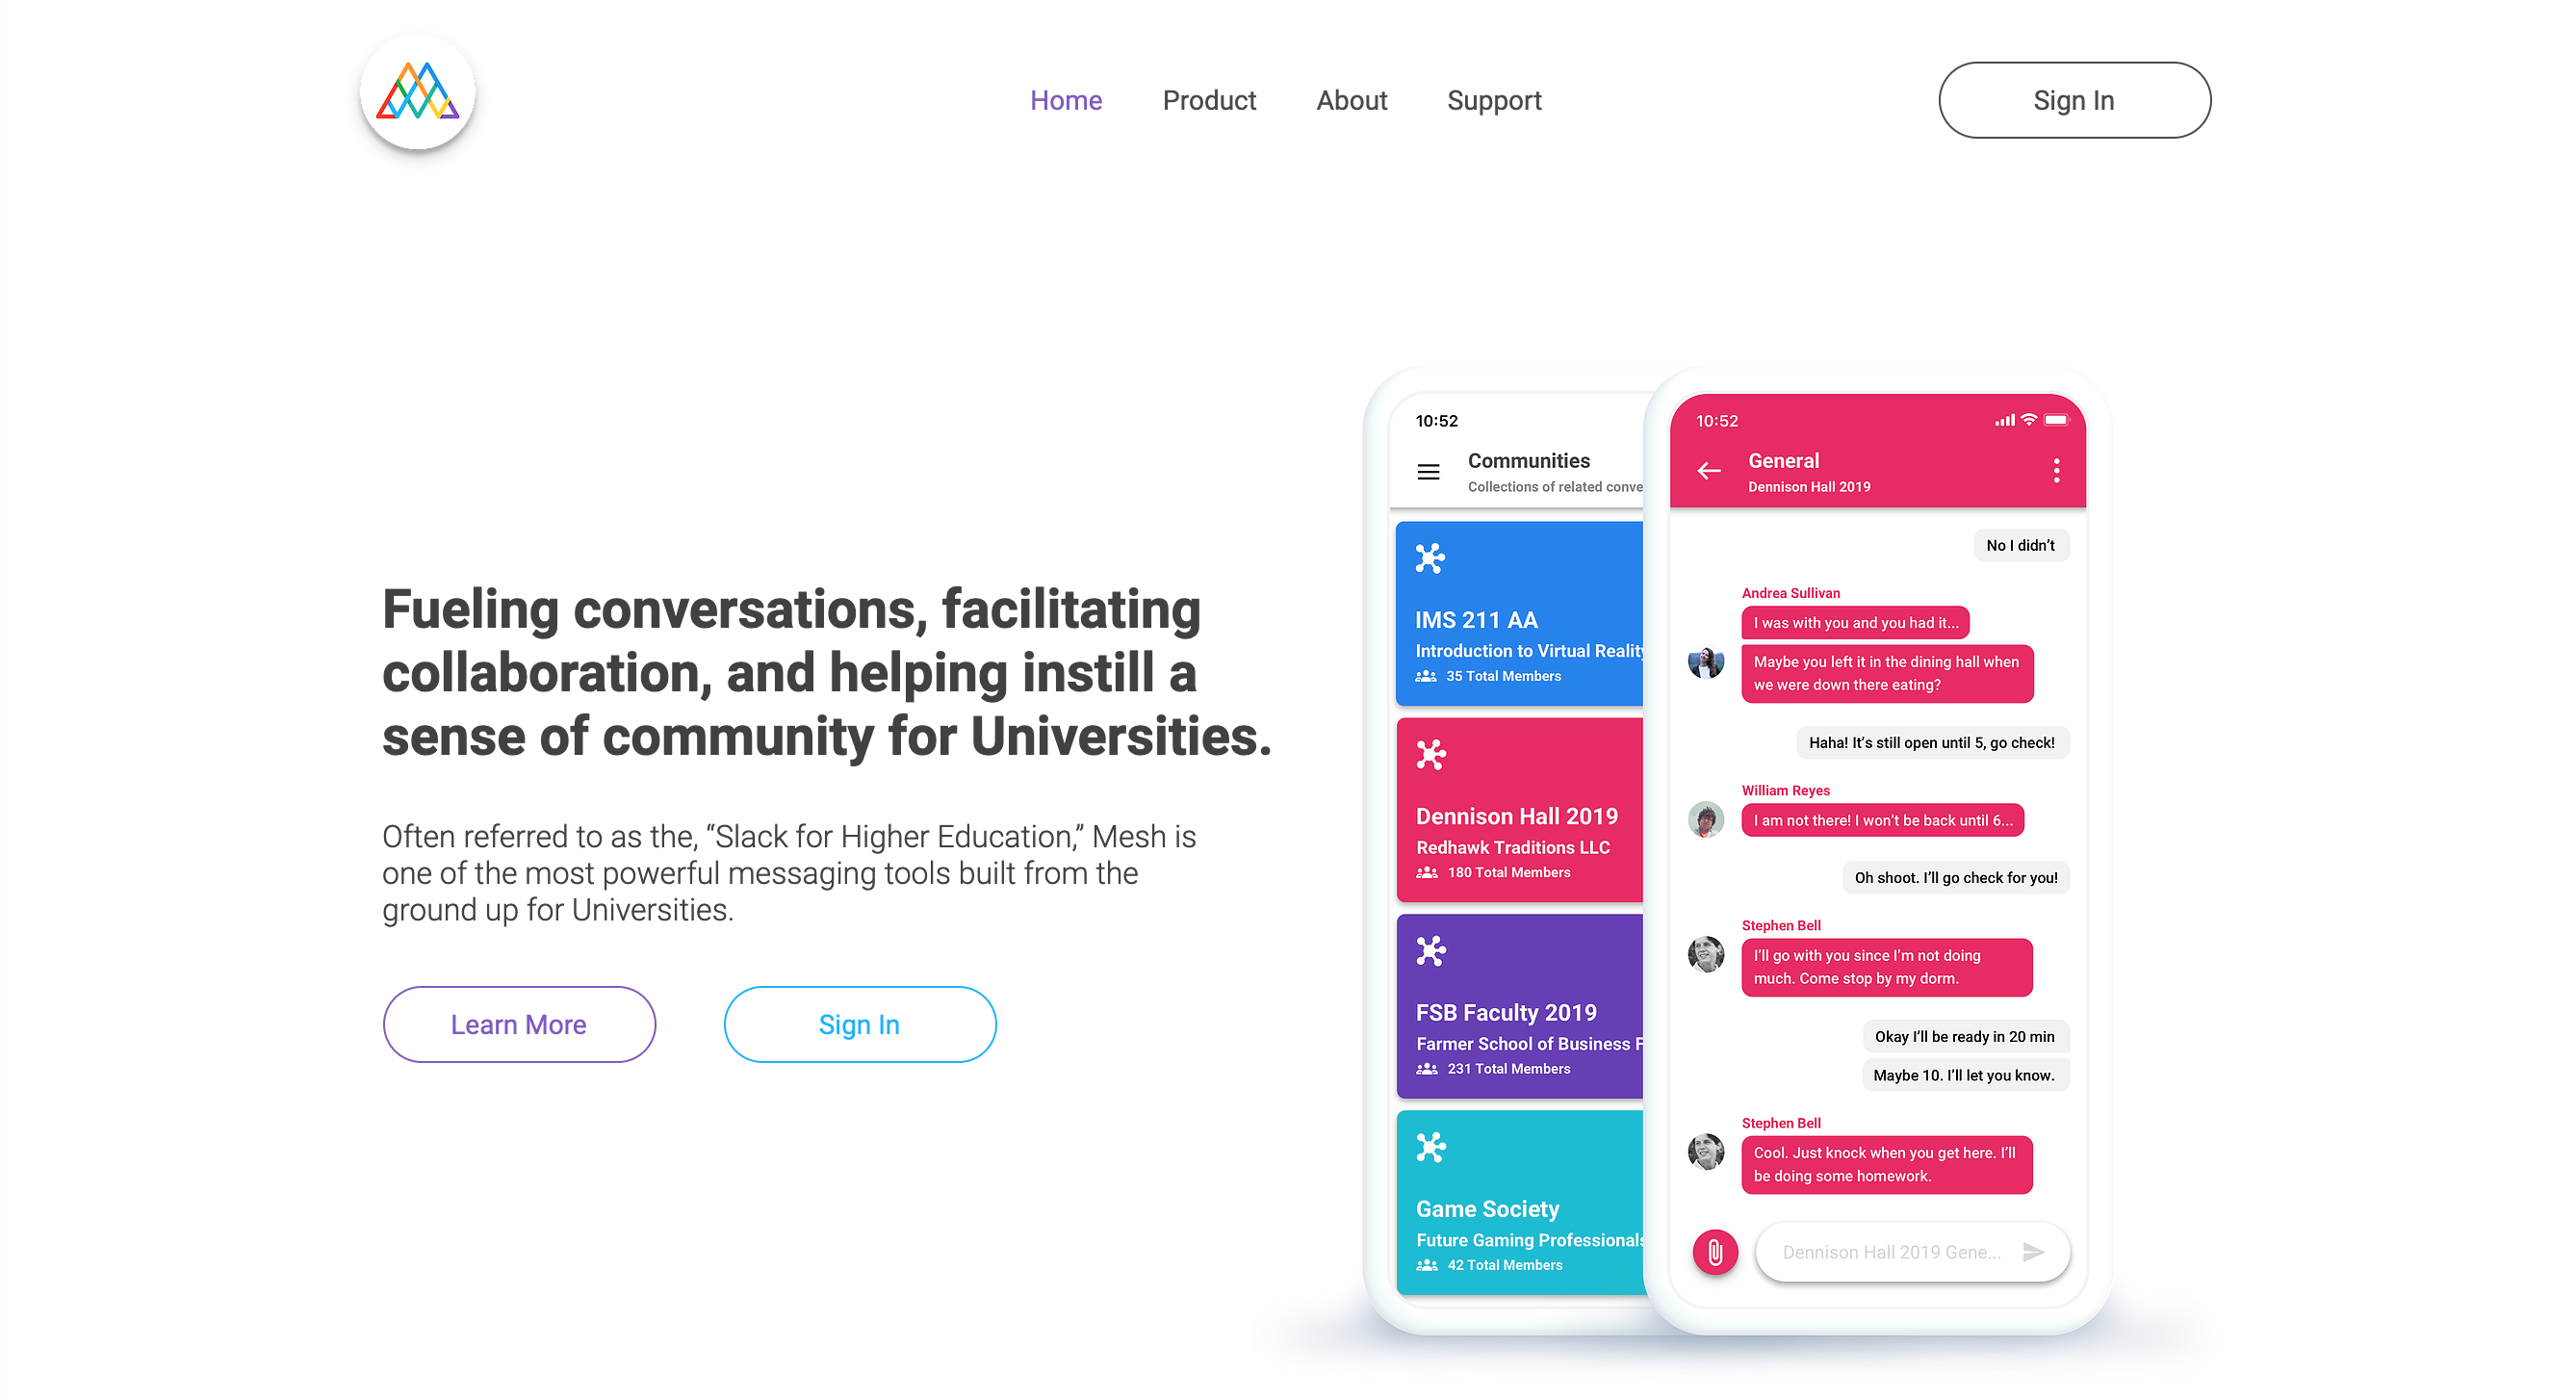 Home
Product
About
Support
Sign In
Fueling conversations, facilitating
collaboration, and helping instill a
sense of community for Universities.
Often referred to as the, “Slack for Higher Education,” Mesh is
one of the most powerful messaging tools built from the
ground up for Universities.
Learn More
Sign In
10:52
Communities
Collections of related conve
IMS 211 AA
Introduction to Virtual Reality
35 Total Members
Dennison Hall 2019
Redhawk Traditions LLC
180 Total Members
FSB Faculty 2019
Farmer School of Business F
231 Total Members
Game Society
Future Gaming Professionals
42 Total Members
10:52
General
Dennison Hall 2019
No I didn’t
Andrea Sullivan
I was with you and you had it...
Maybe you left it in the dining hall when
we were down there eating?
Haha! It’s still open until 5, go check!
William Reyes
I am not there! I won’t be back until 6...
Oh shoot. I’ll go check for you!
Stephen Bell
I’ll go with you since I’m not doing
much. Come stop by my dorm.
Okay I’ll be ready in 20 min
Maybe 10. I’ll let you know.
Stephen Bell
Cool. Just knock when you get here. I’ll
be doing some homework.
Dennison Hall 2019 Gene...